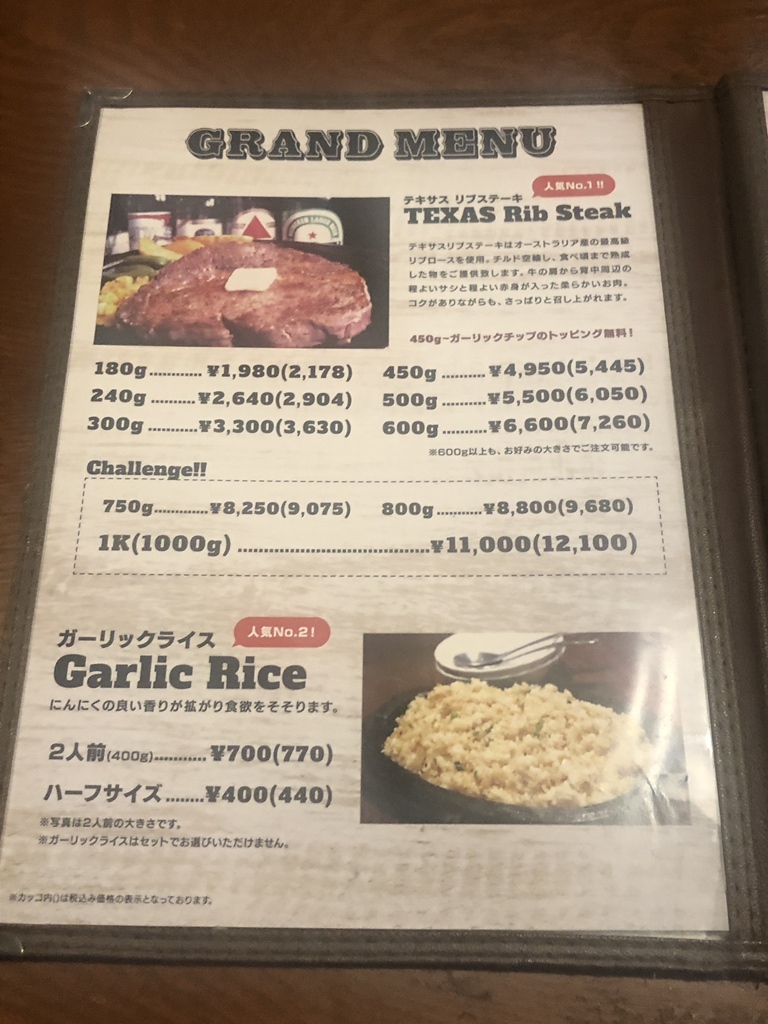 GRAND MENU
人気No.1!!
テキサス リブステーキ
TEXAS Rib Steak
テキサスリブステーキはオーストラリア産の最高級
リブロースを使用。チルド空輸し、食べ頃まで熟成
した物をご提供致します。牛の肩から背中周辺の
程よいサシと程よい赤身が入った柔らかいお肉。
コクがありながらも、さっぱりと召し上がれます。
450g~ガーリックチップのトッピング無料!
180g...........¥1,980(2,178)
240g .........¥2,640(2,904)
300g ..........¥3,300(3,630)
450g .........¥4,950(5,445)
500g .........¥5,500(6,050)
600g .........¥6,600(7,260)
※600g以上も、お好みの大きさでご注文可能です。
Challenge!!
750g............¥8,250(9,075)
800g..........¥8,800(9,680)
1K(1000g) .....................................¥11,000(12,100)
人気No.2!
ガーリックライス
Garlic Rice
にんにくの良い香りが拡がり食欲をそそります。
2人前(400g)...........¥700(770)
ハーフサイズ........¥400(440)
※写真は2人前の大きさです。
※ガーリックライスはセットでお選びいただけません。
※カッコ内()は税込み価格の表示となっております。